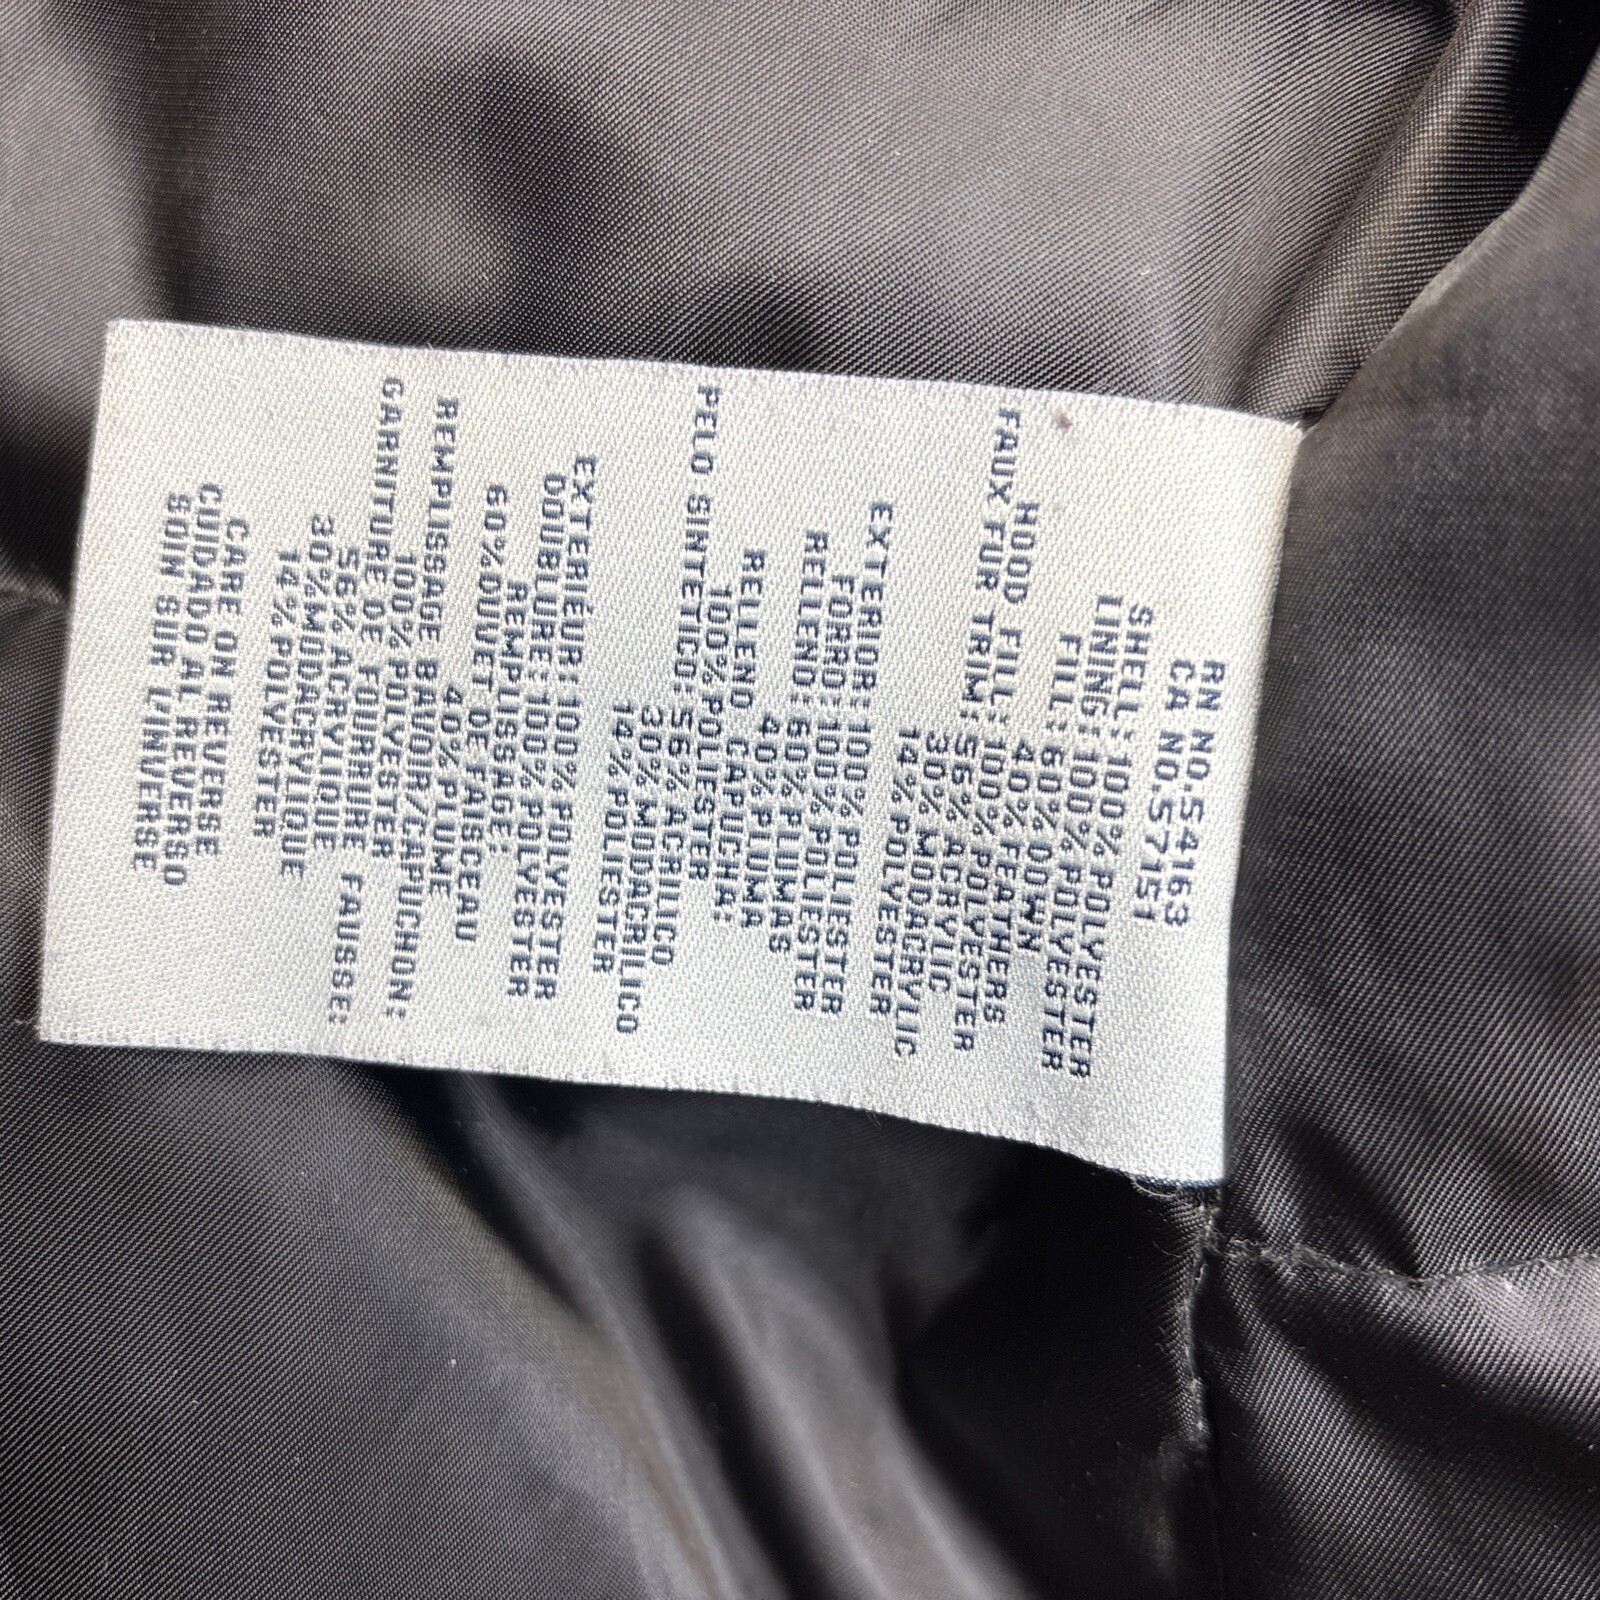 RN NO.54163
CA NO.57151
SHELL: 100% POLYESTER
LINING: 100% POLYESTER
FILL: 60% DOWN
40% FEATHERS
HOOD FILL: 100% POLYESTER
FAUX FUR TRIM: 56% ACRYLIC
30% MODACRYLIC
14% POLYESTER
EXTERIOR: 100% POLIESTER
FORRO: 100% POLIESTER
RELLENO: 60% PLUMAS
40% PLUMA
RELLENO CAPUCHA:
100% POLIESTER
PELO SINTETICO: 56% ACRILICO
30% MODACRILICO
14% POLIESTER
EXTERIEUR: 100% POLYESTER
DOUBLURE: 100% POLYESTER
REMPLISSAGE:
60% DUVET DE FAISCEAU
40% PLUME
REMPLISSAGE BAVOIR/CAPUCHON:
100% POLYESTER
GARNITURE DE FOURRURE FAUSSE:
56% ACRYLIQUE
30% MODACRYLIQUE
14% POLYESTER
CARE ON REVERSE
CUIDADO AL REVERSO
SOIN SUR L'INVERSE